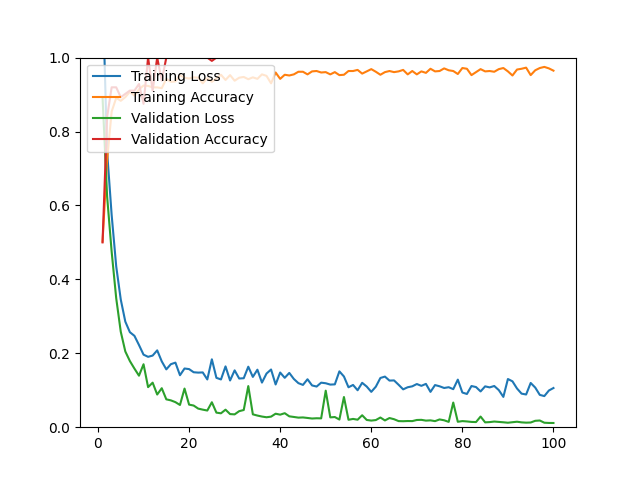 1.0
0.8
0.6
0.4
0.2
0.0
Training Loss
Training Accuracy
Validation Loss
Validation Accuracy
0 20 40 60 80 100